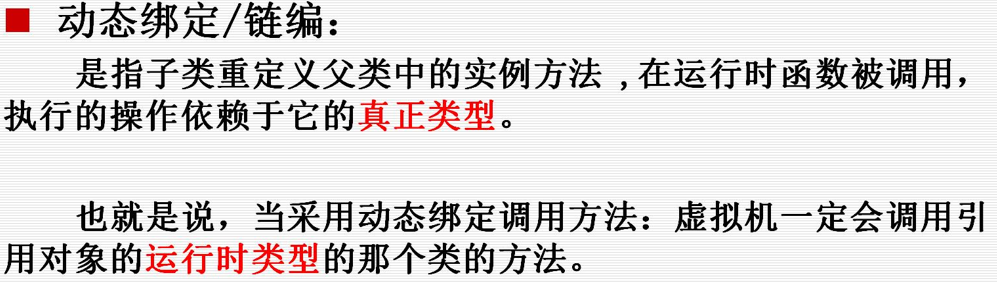 动态绑定/链编：
是指子类重定义父类中的实例方法 ,在运行时函数被调用，
执行的操作依赖于它的真正类型。
也就是说，当采用动态绑定调用方法：虚拟机一定会调用引
用对象的运行时类型的那个类的方法。